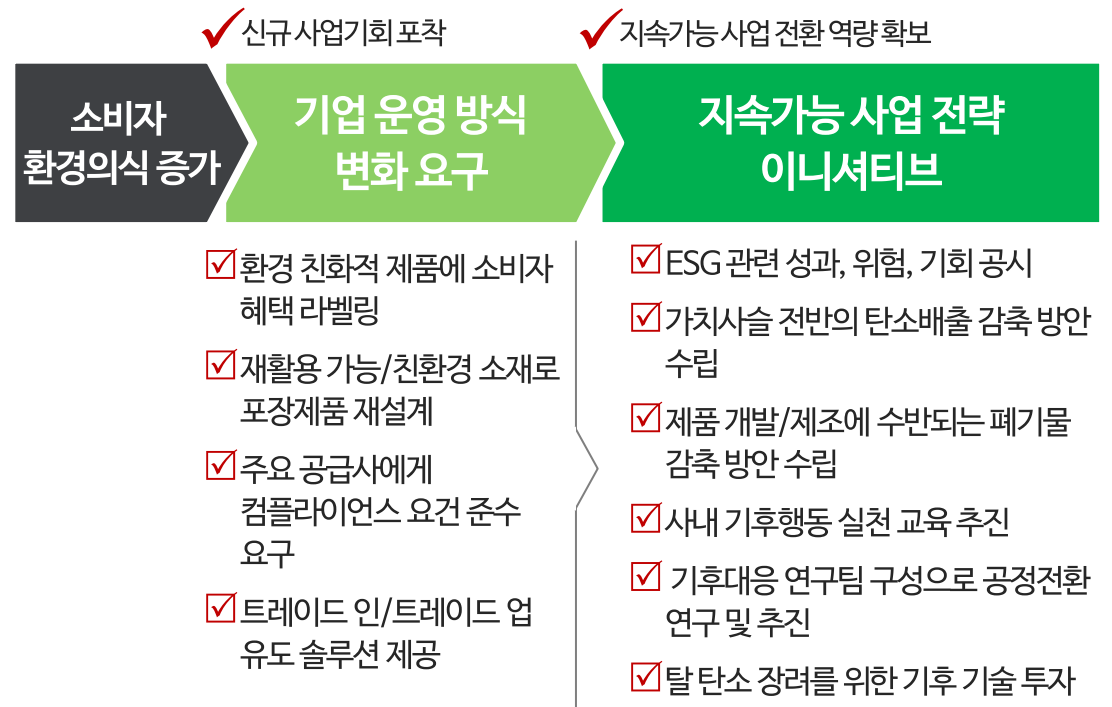 신규 사업기회 포착
지속가능 사업 전환 역량 확보
소비자
환경의식 증가
기업 운영 방식
변화 요구
지속가능 사업 전략
이니셔티브
환경 친화적 제품에 소비자
혜택 라벨링
재활용 가능/친환경 소재로
포장제품 재설계
주요 공급사에게
컴플라이언스 요건 준수
요구
트레이드 인/트레이드 업
유도 솔루션 제공
ESG 관련 성과, 위험, 기회 공시
가치사슬 전반의 탄소배출 감축 방안
수립
제품 개발/제조에 수반되는 폐기물
감축 방안 수립
사내 기후행동 실천 교육 추진
기후대응 연구팀 구성으로 공정전환
연구 및 추진
탈 탄소 장려를 위한 기후 기술 투자